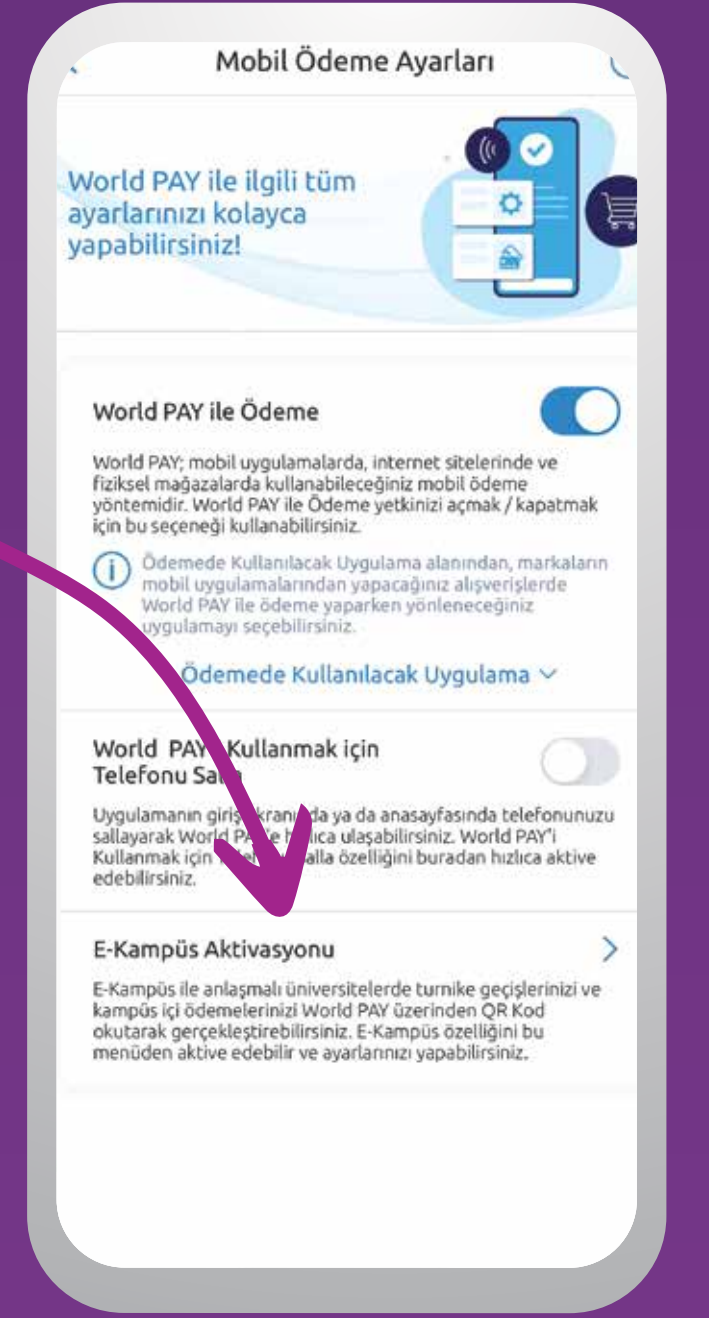 Mobil Ödeme Ayarları
World PAY ile ilgili tüm
ayarlarınızı kolayca
yapabilirsiniz!
World PAY ile Ödeme
World PAY; mobil uygulamalarda, internet sitelerinde ve
fiziksel mağazalarda kullanabileceğiniz mobil ödeme
yöntemidir. World PAY ile Ödeme yetkinizi açmak / kapatmak
için bu seçeneği kullanabilirsiniz.
Ödemede Kullanılacak Uygulama alanından, markaların
mobil uygulamalarından yapacağınız alışverişlerde
World PAY ile ödeme yaparken yönleneceğiniz
uygulamayı seçebilirsiniz.
Ödemede Kullanılacak Uygulama
World PAY Kullanmak için
Telefonu
Uygulamanın giriş da ya da anasayfasında telefonunuzu
sallayarak World ulaşabilirsiniz. World PAY'i
Kullanmak için özelliğini buradan hızlıca aktive
edebilirsiniz.
E-Kampüs Aktivasyonu
E-Kampüs ile anlaşmalı üniversitelerde turnike geçişlerinizi ve
kampüs içi ödemelerinizi World PAY üzerinden QR Kod
okutarak gerçekleştirebilirsiniz. E-Kampüs özelliğini bu
menüden aktive edebilir ve ayarlarınızı yapabilirsiniz.